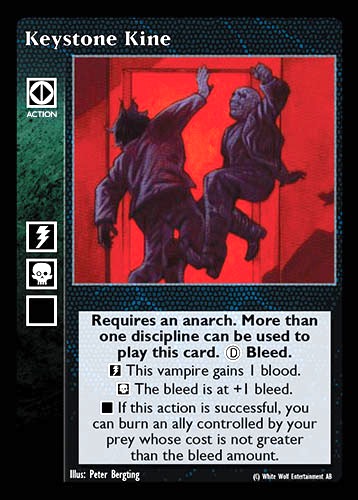 Keystone Kine
ACTION
Requires an anarch. More than
one discipline can be used to
play this card. Ⓓ Bleed.
This vampire gains 1 blood.
The bleed is at +1 bleed.
If this action is successful, you
can burn an ally controlled by your
prey whose cost is not greater
than the bleed amount.
Illus: Peter Bergting
(C) White Wolf Entertainment AB